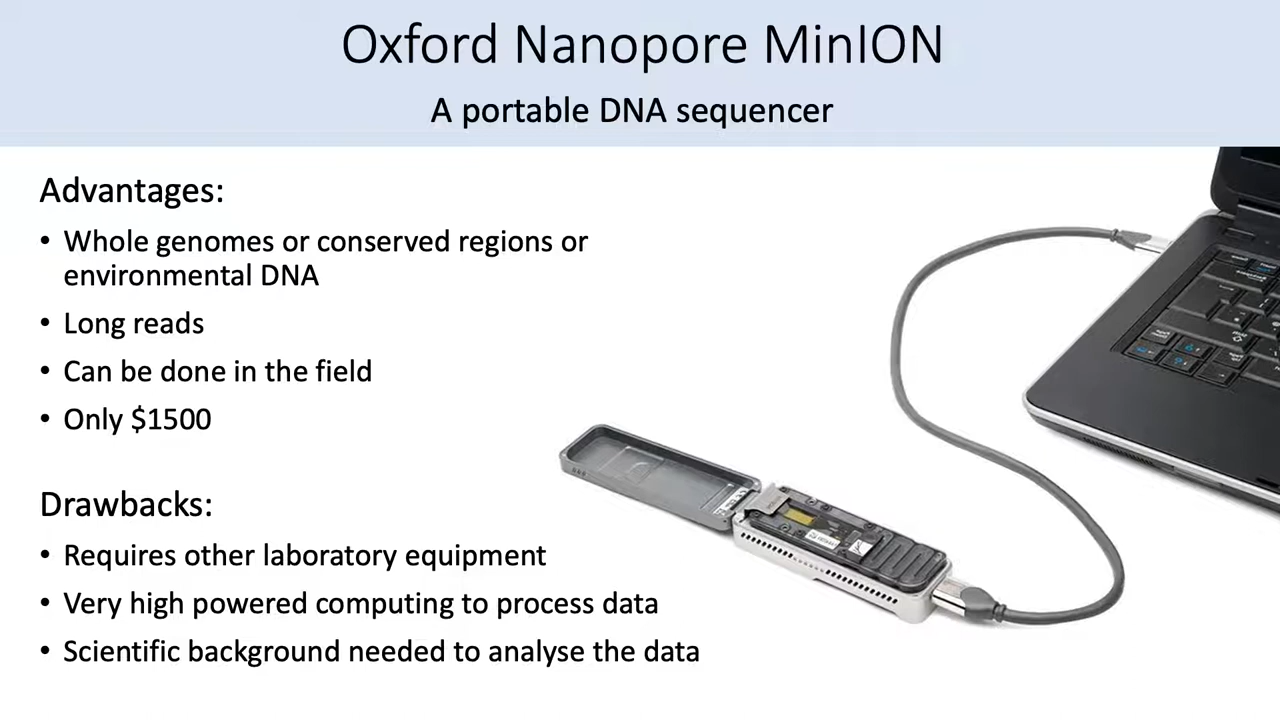 Oxford Nanopore MinION
A portable DNA sequencer
Advantages:
• Whole genomes or conserved regions or
environmental DNA
• Long reads
• Can be done in the field
• Only $1500
Drawbacks:
• Requires other laboratory equipment
• Very high powered computing to process data
• Scientific background needed to analyse the data